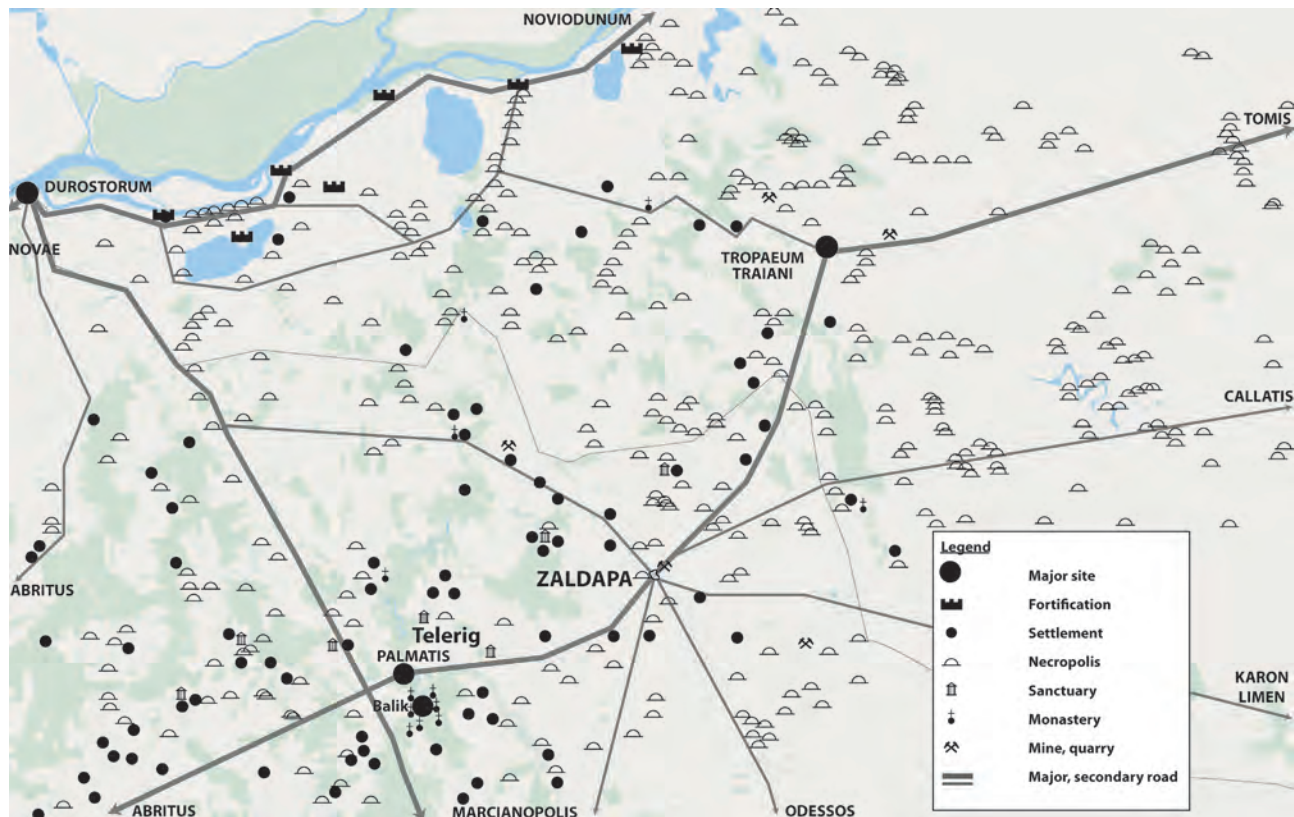 NOVIODUNUM
TOMIS
DUROSTORUM
NOVAE
TROPAEUM
TRAIANI
CALLATIS
ABRITUS
ZALDAPA
Telerig
PALMATIS
Balik
KARON
LIMEN
ABRITUS
MARCIANOPOLIS
ODESSOS
Legend
Major site
Fortification
Settlement
Necropolis
Sanctuary
Monastery
Mine, quarry
Major, secondary road